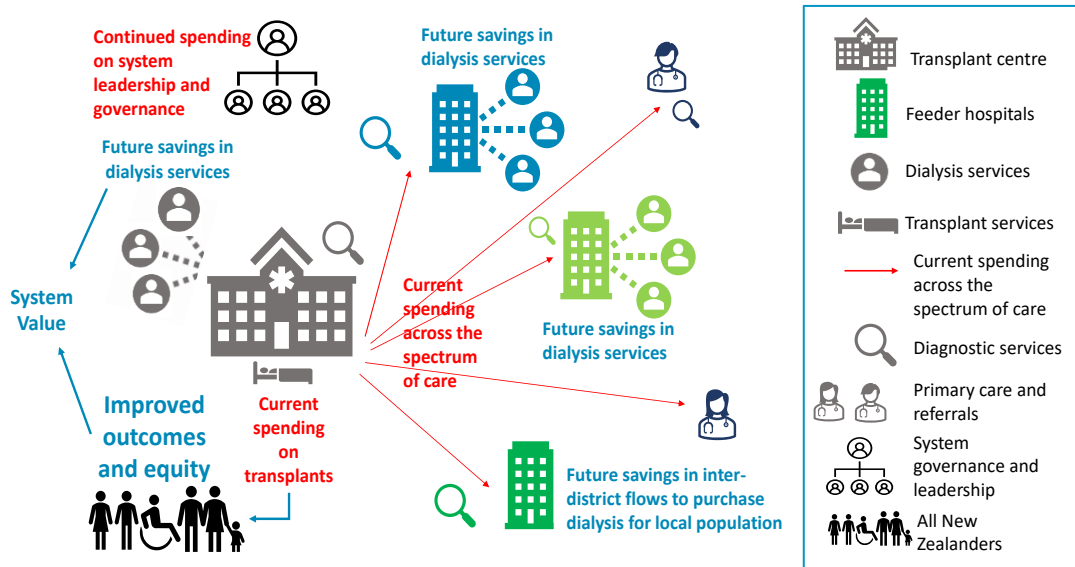 Continued spending
on system
leadership and
governance
Future savings in
dialysis services
Future savings in
dialysis services
System
Value
Current
spending
across the
spectrum
of care
Future savings in
dialysis services
Improved
outcomes
and equity
Current
spending
on
transplants
Future savings in inter-
district flows to purchase
dialysis for local population
Transplant centre
Feeder hospitals
Dialysis services
Transplant services
Current spending
across the
spectrum of care
Diagnostic services
Primary care and
referrals
System
governance and
leadership
All New
Zealanders